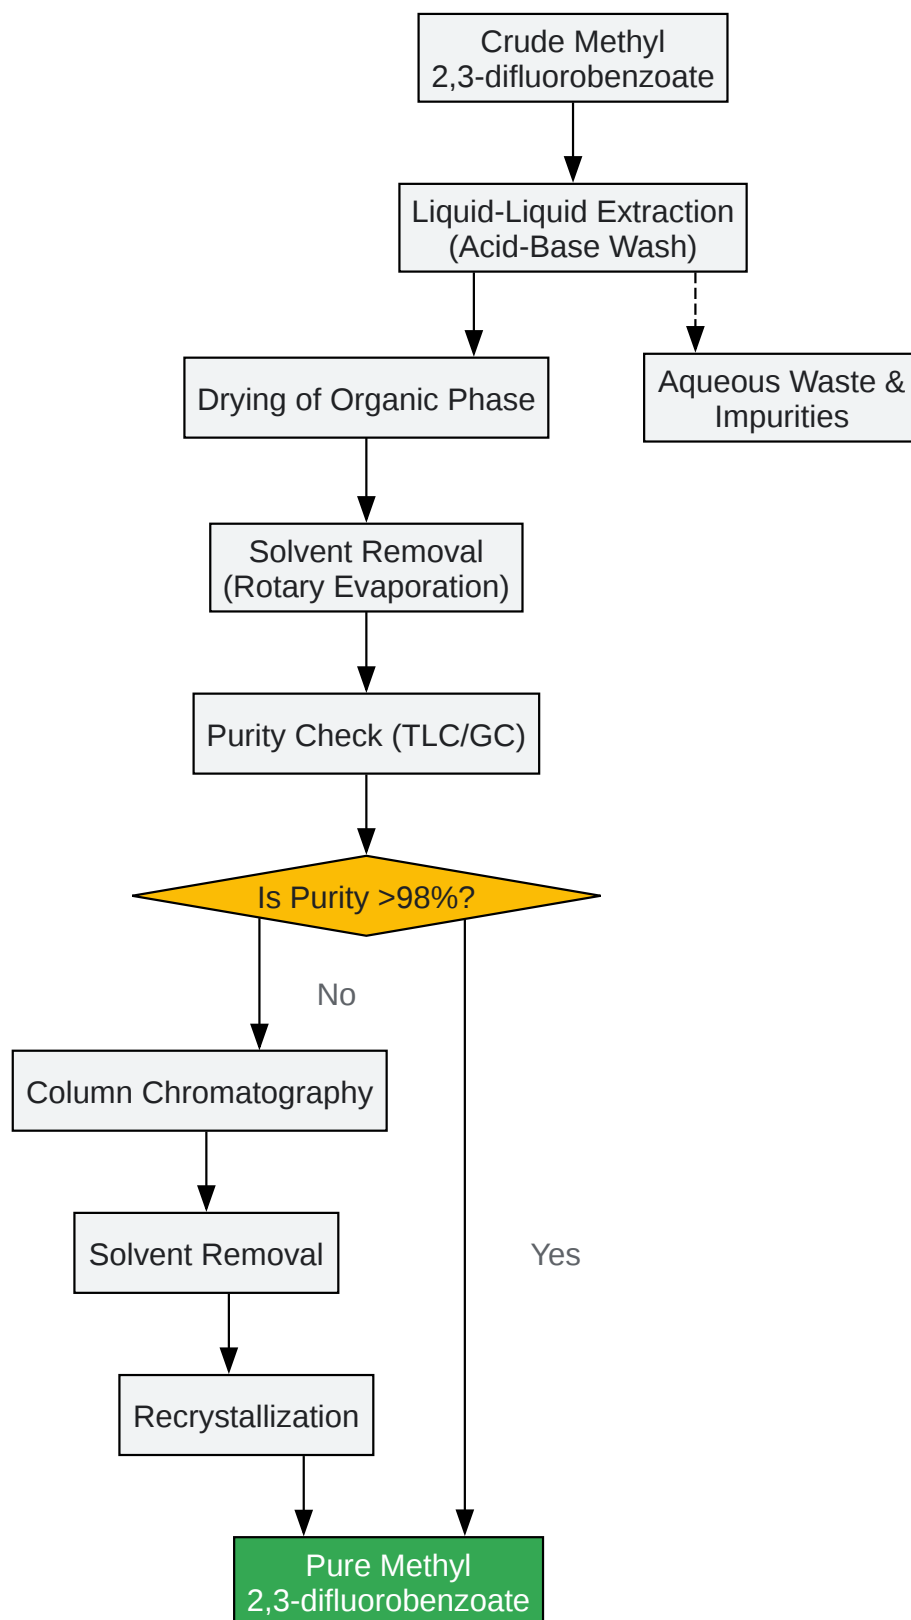 Crude Methyl
2,3-difluorobenzoate
Liquid-Liquid Extraction
(Acid-Base Wash)
Drying of Organic Phase
Aqueous Waste &
Impurities
Solvent Removal
(Rotary Evaporation)
Purity Check (TLC/GC)
Is Purity >98%?
No
Column Chromatography
Solvent Removal
Yes
Recrystallization
Pure Methyl
2,3-difluorobenzoate